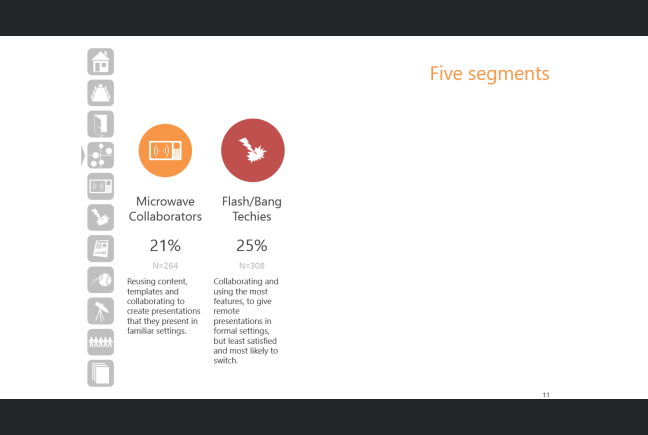 Five segments
Microwave
Collaborators
21%
N=264
Reusing content,
templates and
collaborating to
create presentations
that they present in
familiar settings.
Flash/Bang
Techies
25%
N=308
Collaborating and
using the most
features, to give
remote
presentations in
formal settings,
but least satisfied
and most likely to
switch.
11